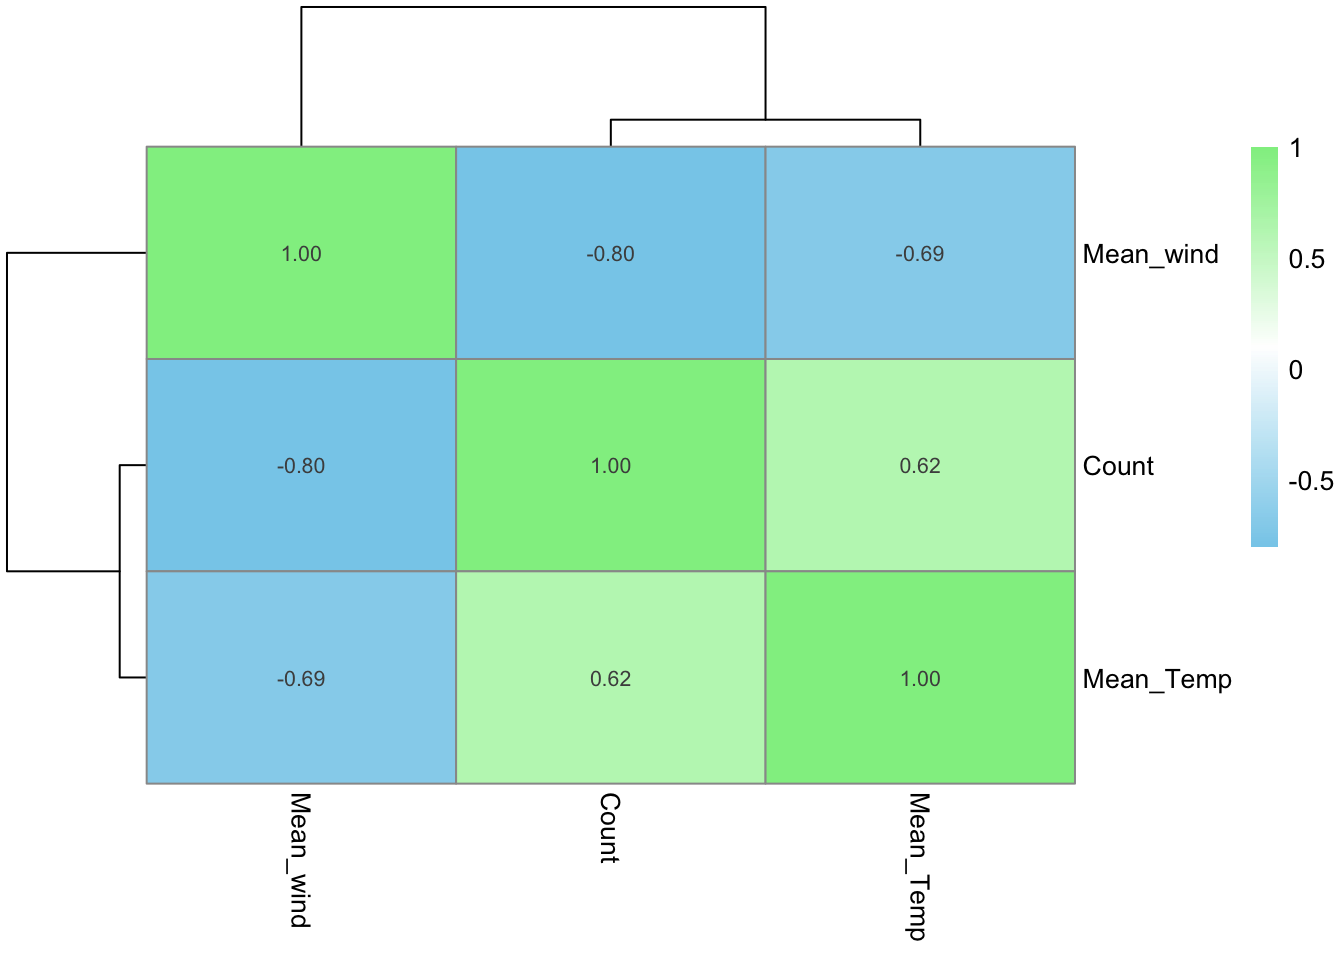 1.00 -0.80 -0.69 Mean_wind
-0.80 1.00 0.62 Count
-0.69 0.62 1.00 Mean_Temp
Mean_wind
Count
Mean_Temp
1
0.5
0
-0.5